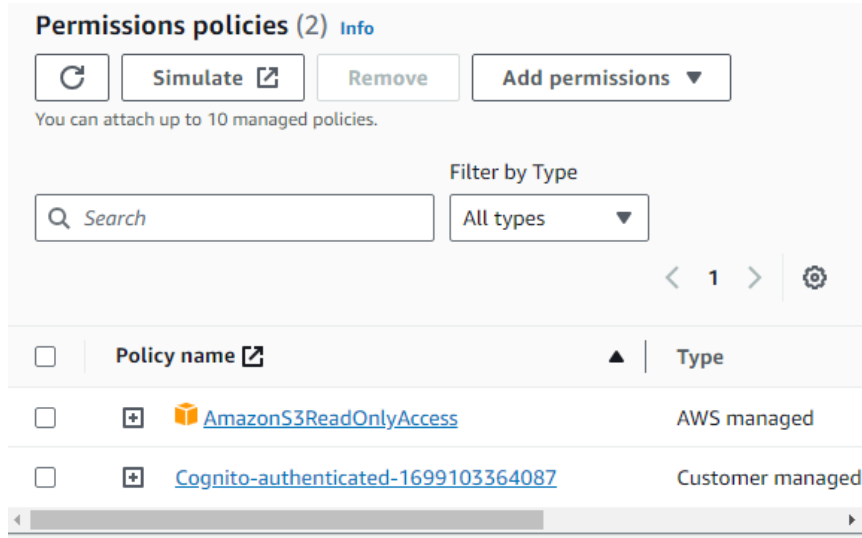 Permissions policies (2) Info
Simulate Remove Add permissions
You can attach up to 10 managed policies.
Filter by Type
Search All types
1
Policy name Type
AmazonS3ReadOnlyAccess AWS managed
Cognito-authenticated-1699103364087 Customer managed